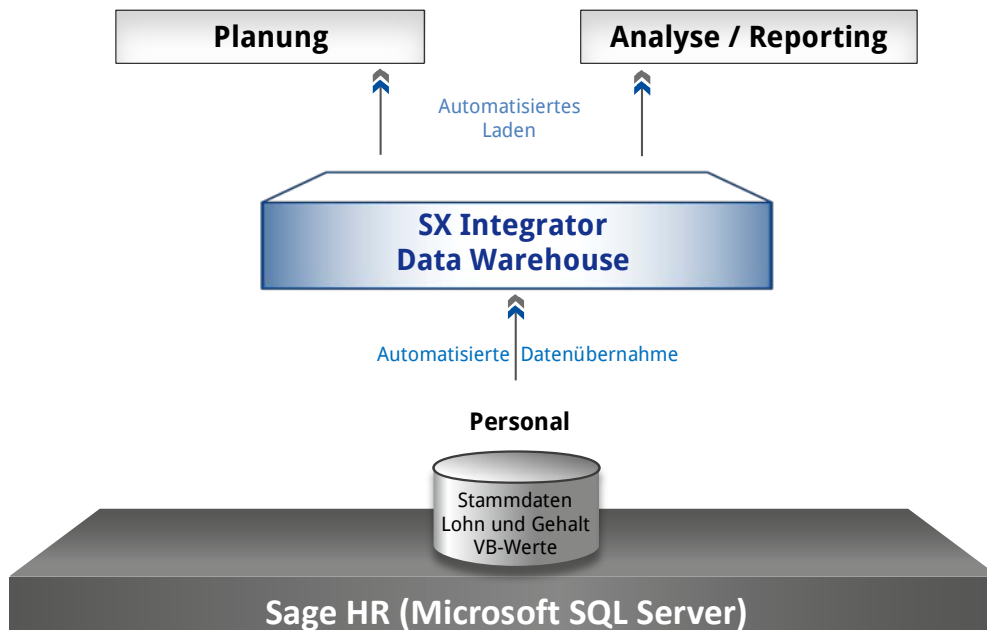 Planung
Analyse / Reporting
Automatisiertes
Laden
SX Integrator
Data Warehouse
Automatisierte Datenübernahme
Personal
Stammdaten
Lohn und Gehalt
VB-Werte
Sage HR (Microsoft SQL Server)